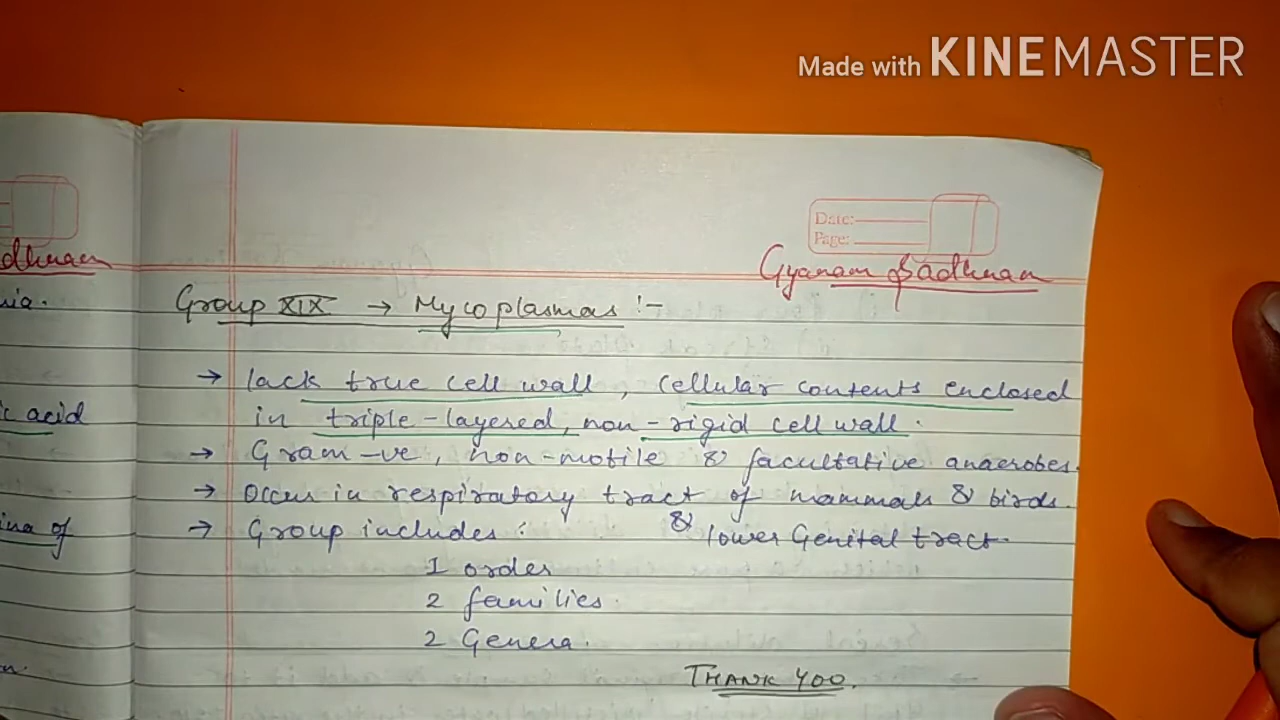 Made with KINEMASTER
Date:
Page:
Gyanam Sadhnam
Group XIX → Mycoplasmas :-
→ lack true cell wall, cellular contents enclosed
in triple-layered, non-rigid cell wall.
→ Gram -ve, non-motile & facultative anaerobes.
→ Occur in respiratory tract of mammals & birds.
& lower Genital tract.
→ Group includes :
1 order
2 families.
2 Genera.
THANK YOU.
acid
of